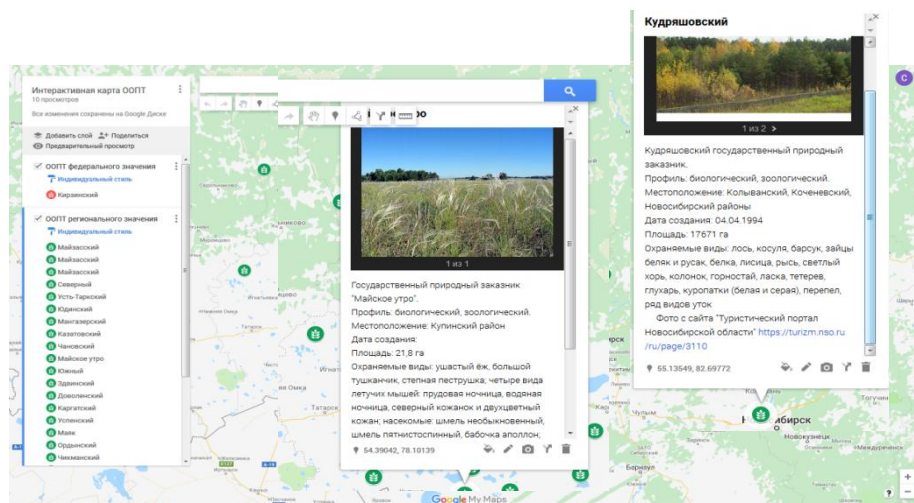 Интерактивная карта ООПТ
10 просмотров
Все изменения сохранены на Google Диске
Добавить слой Поделиться
Предварительный просмотр
ООПТ федерального значения
Индивидуальный стиль
Кирзинский
ООПТ регионального значения
Индивидуальный стиль
Майзасский
Майзасский
Майзасский
Северный
Усть-Таркский
Юдинский
Мангазерский
Казатовский
Чановский
Майское утро
Южный
Здвинский
Доволенский
Каргатский
Успенский
Маяк
Ордынский
Чикманский
ро
1 из 1
Государственный природный заказник
"Майское утро".
Профиль: биологический, зоологический.
Местоположение: Купинский район
Дата создания:
Площадь: 21,8 га
Охраняемые виды: ушастый ёж, большой
тушканчик, степная пеструшка; четыре вида
летучих мышей: прудовая ночница, водяная
ночница, северный кожанок и двухцветный
кожан; насекомые: шмель необыкновенный,
шмель пятнистоспинный, бабочка аполлон;
54.39042, 78.10139
Кудряшовский
1 из 2
Кудряшовский государственный природный
заказник.
Профиль: биологический, зоологический.
Местоположение: Колыванский, Коченевский,
Новосибирский районы
Дата создания: 04.04.1994
Площадь: 17671 га
Охраняемые виды: лось, косуля, барсук, зайцы
беляк и русак, белка, лисица, рысь, светлый
хорь, колонок, горностай, ласка, тетерев,
глухарь, куропатки (белая и серая), перепел,
ряд видов уток
Фото с сайта "Туристический портал
Новосибирской области" https://turizm.nso.ru
/ru/page/3110
55.13549, 82.69772
C
Татарск
Чулым
Новокузнецк
Междуреченск
Барнаул
Тогучин
Google My Maps